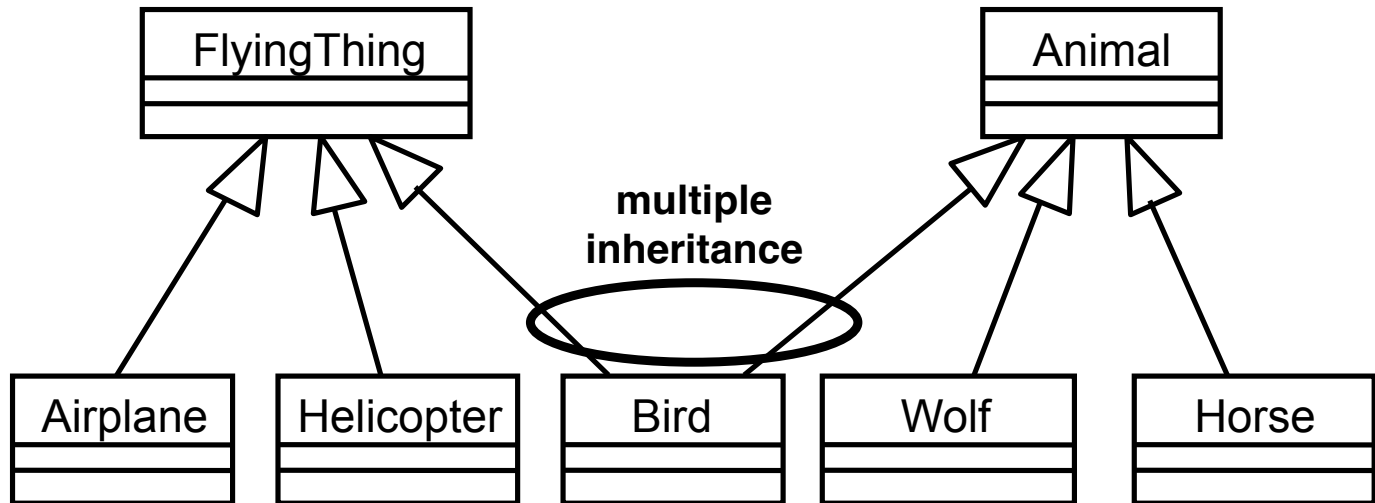 FlyingThing
Animal
multiple
inheritance
Airplane
Helicopter
Bird
Wolf
Horse